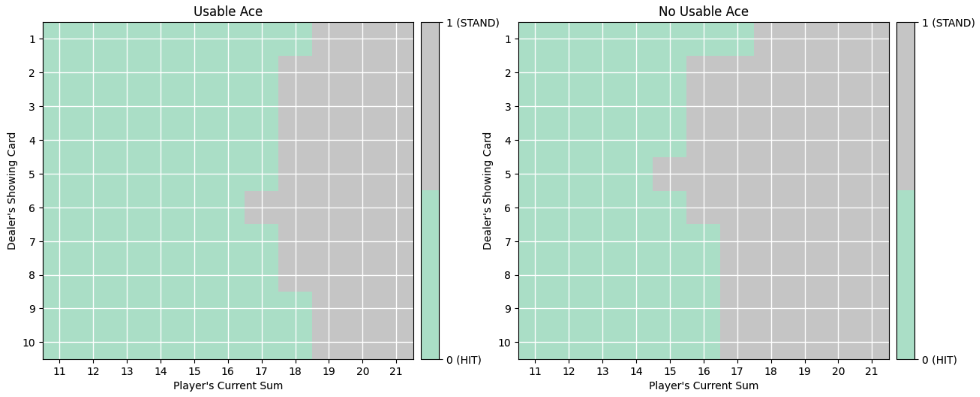 Usable Ace
1
2
3
4
5
6
7
8
9
10
Dealer's Showing Card
11 12 13 14 15 16 17 18 19 20 21
Player's Current Sum
1 (STAND)
0 (HIT)
No Usable Ace
1
2
3
4
5
6
7
8
9
10
Dealer's Showing Card
11 12 13 14 15 16 17 18 19 20 21
Player's Current Sum
1 (STAND)
0 (HIT)